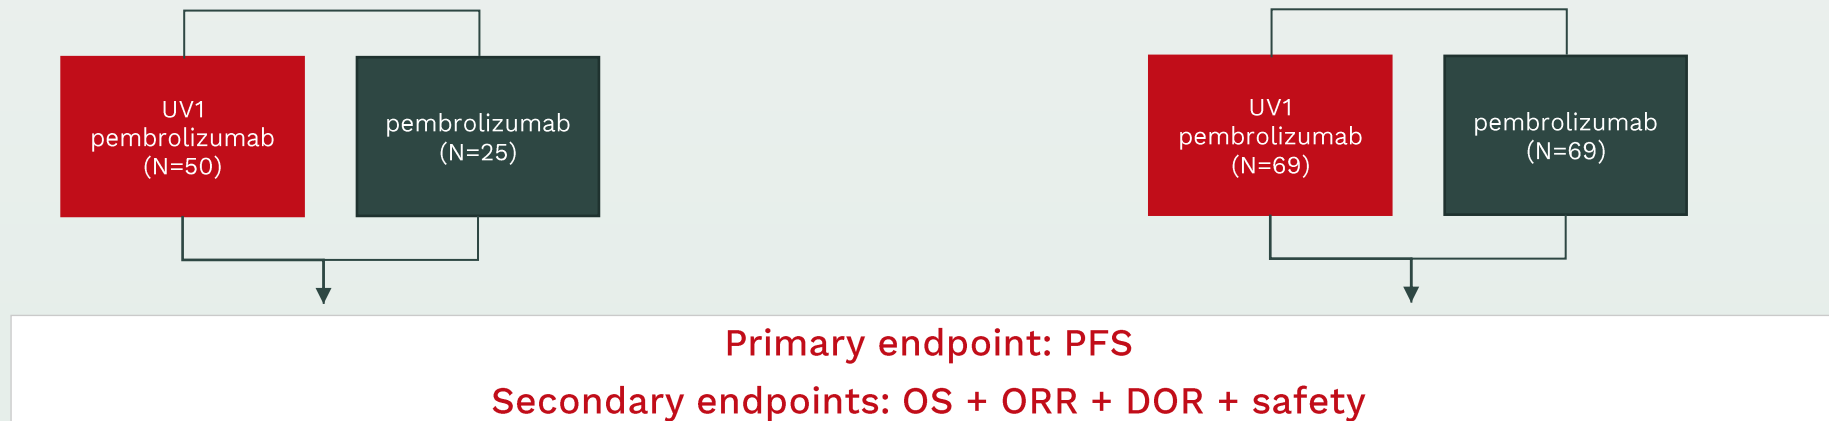 UV1
pembrolizumab
(N=50)
pembrolizumab
(N=25)
UV1
pembrolizumab
(N=69)
pembrolizumab
(N=69)
Primary endpoint: PFS
Secondary endpoints: OS + ORR + DOR + safety